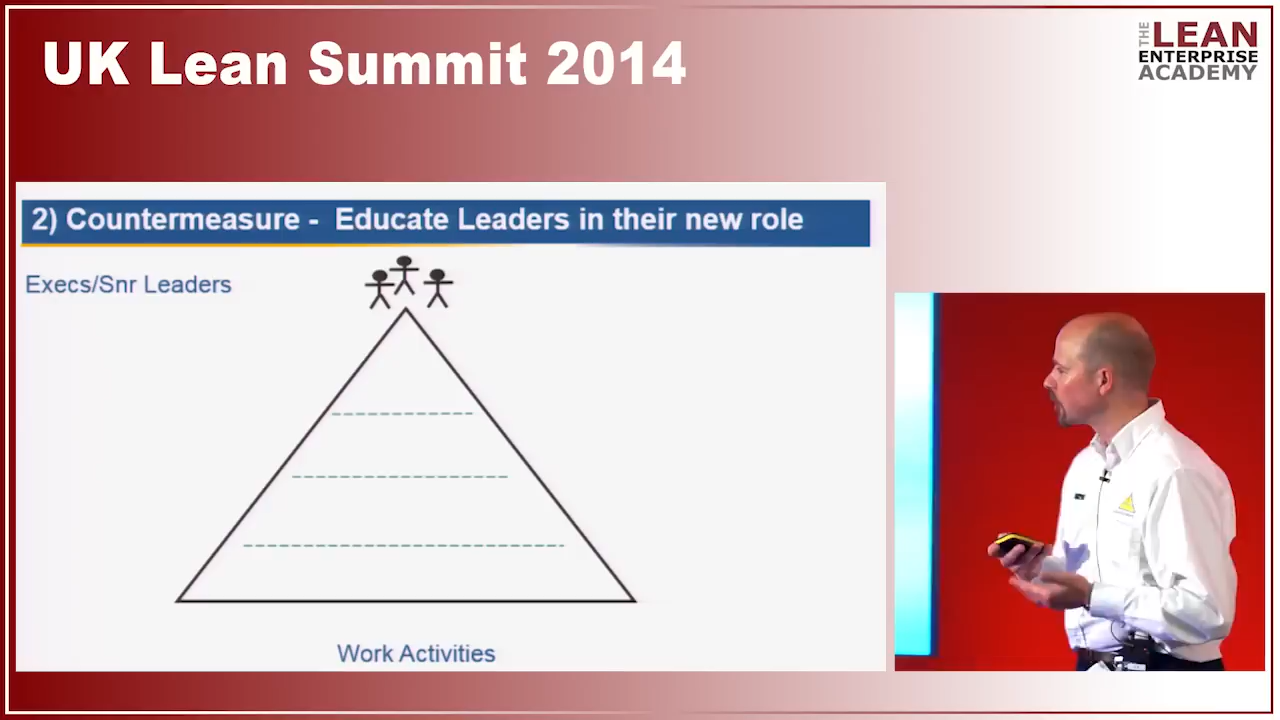 UK Lean Summit 2014
THE
LEAN
ENTERPRISE
ACADEMY
2) Countermeasure - Educate Leaders in their new role
Execs/Snr Leaders
Work Activities